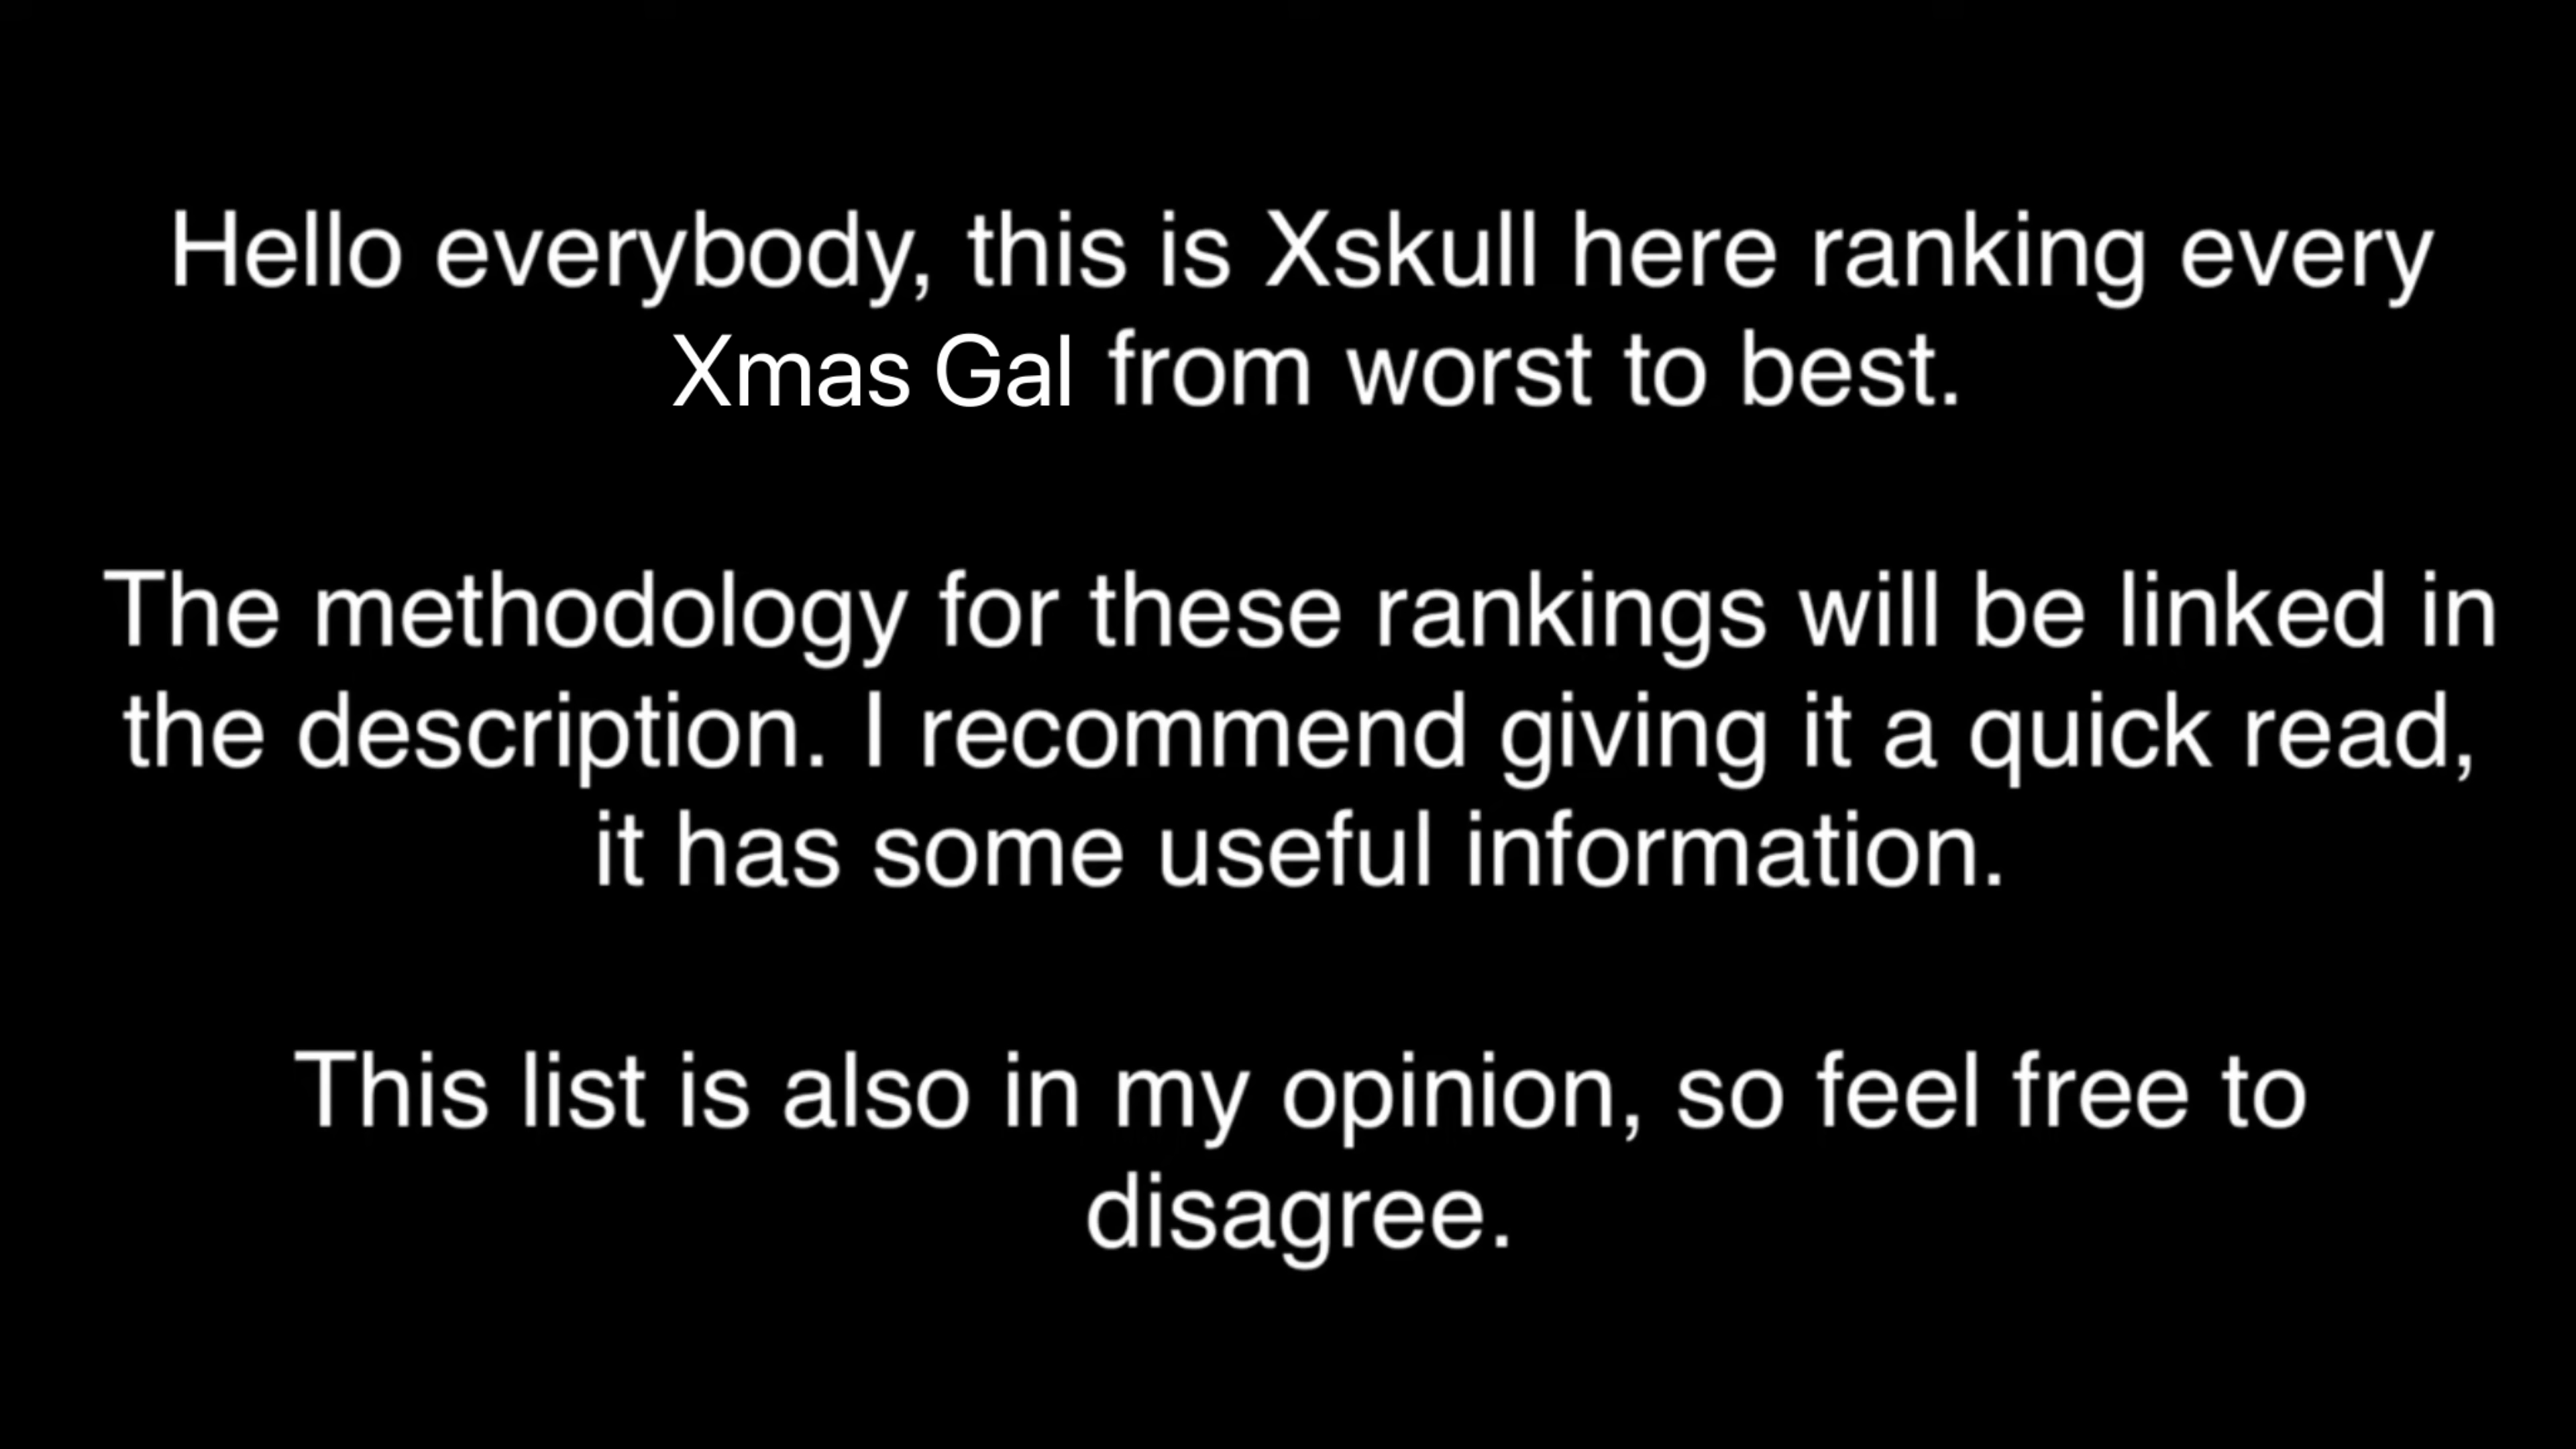 Hello everybody, this is Xskull here ranking every
Xmas Gal from worst to best.
The methodology for these rankings will be linked in
the description. I recommend giving it a quick read,
it has some useful information.
This list is also in my opinion, so feel free to
disagree.